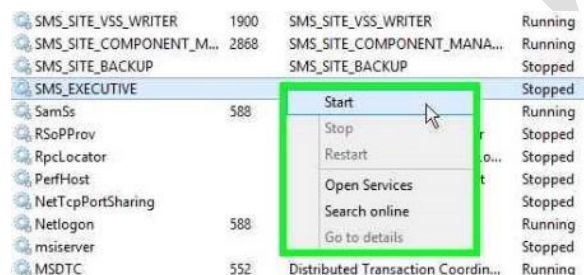 SMS_SITE_VSS_WRITER 1900 SMS_SITE_VSS_WRITER Running
SMS_SITE_COMPONENT_M... 2868 SMS_SITE_COMPONENT_MANA... Running
SMS_SITE_BACKUP SMS_SITE_BACKUP Stopped
SMS_EXECUTIVE Stopped
Start
SamSs 588 Running
Stop
RSoPProv r Stopped
Restart
RpcLocator .o... Stopped
PerfHost t Stopped
Open Services
NetTcpPortSharing Stopped
Search online
Netlogon 588 Running
Go to details
msiserver Stopped
MSDTC 552 Distributed Transaction Coordin... Running